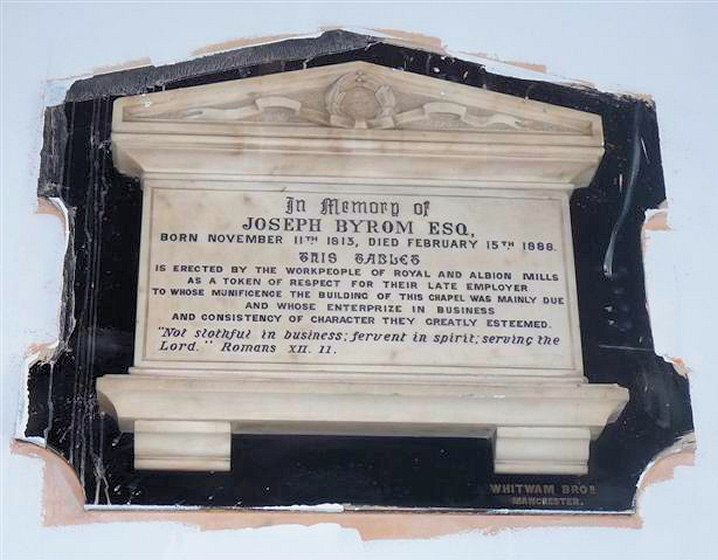 In Memory of
JOSEPH BYROM ESQ,
BORN NOVEMBER 11TH 1813, DIED FEBRUARY 15TH 1888.
THIS TABLET
IS ERECTED BY THE WORKPEOPLE OF ROYAL AND ALBION MILLS
AS A TOKEN OF RESPECT FOR THEIR LATE EMPLOYER
TO WHOSE MUNIFICENCE THE BUILDING OF THIS CHAPEL WAS MAINLY DUE
AND WHOSE ENTERPRIZE IN BUSINESS
AND CONSISTENCY OF CHARACTER THEY GREATLY ESTEEMED.
"Not slothful in business; fervent in spirit; serving the
Lord." Romans XII. 11.
WHITWAM BROS
MANCHESTER.